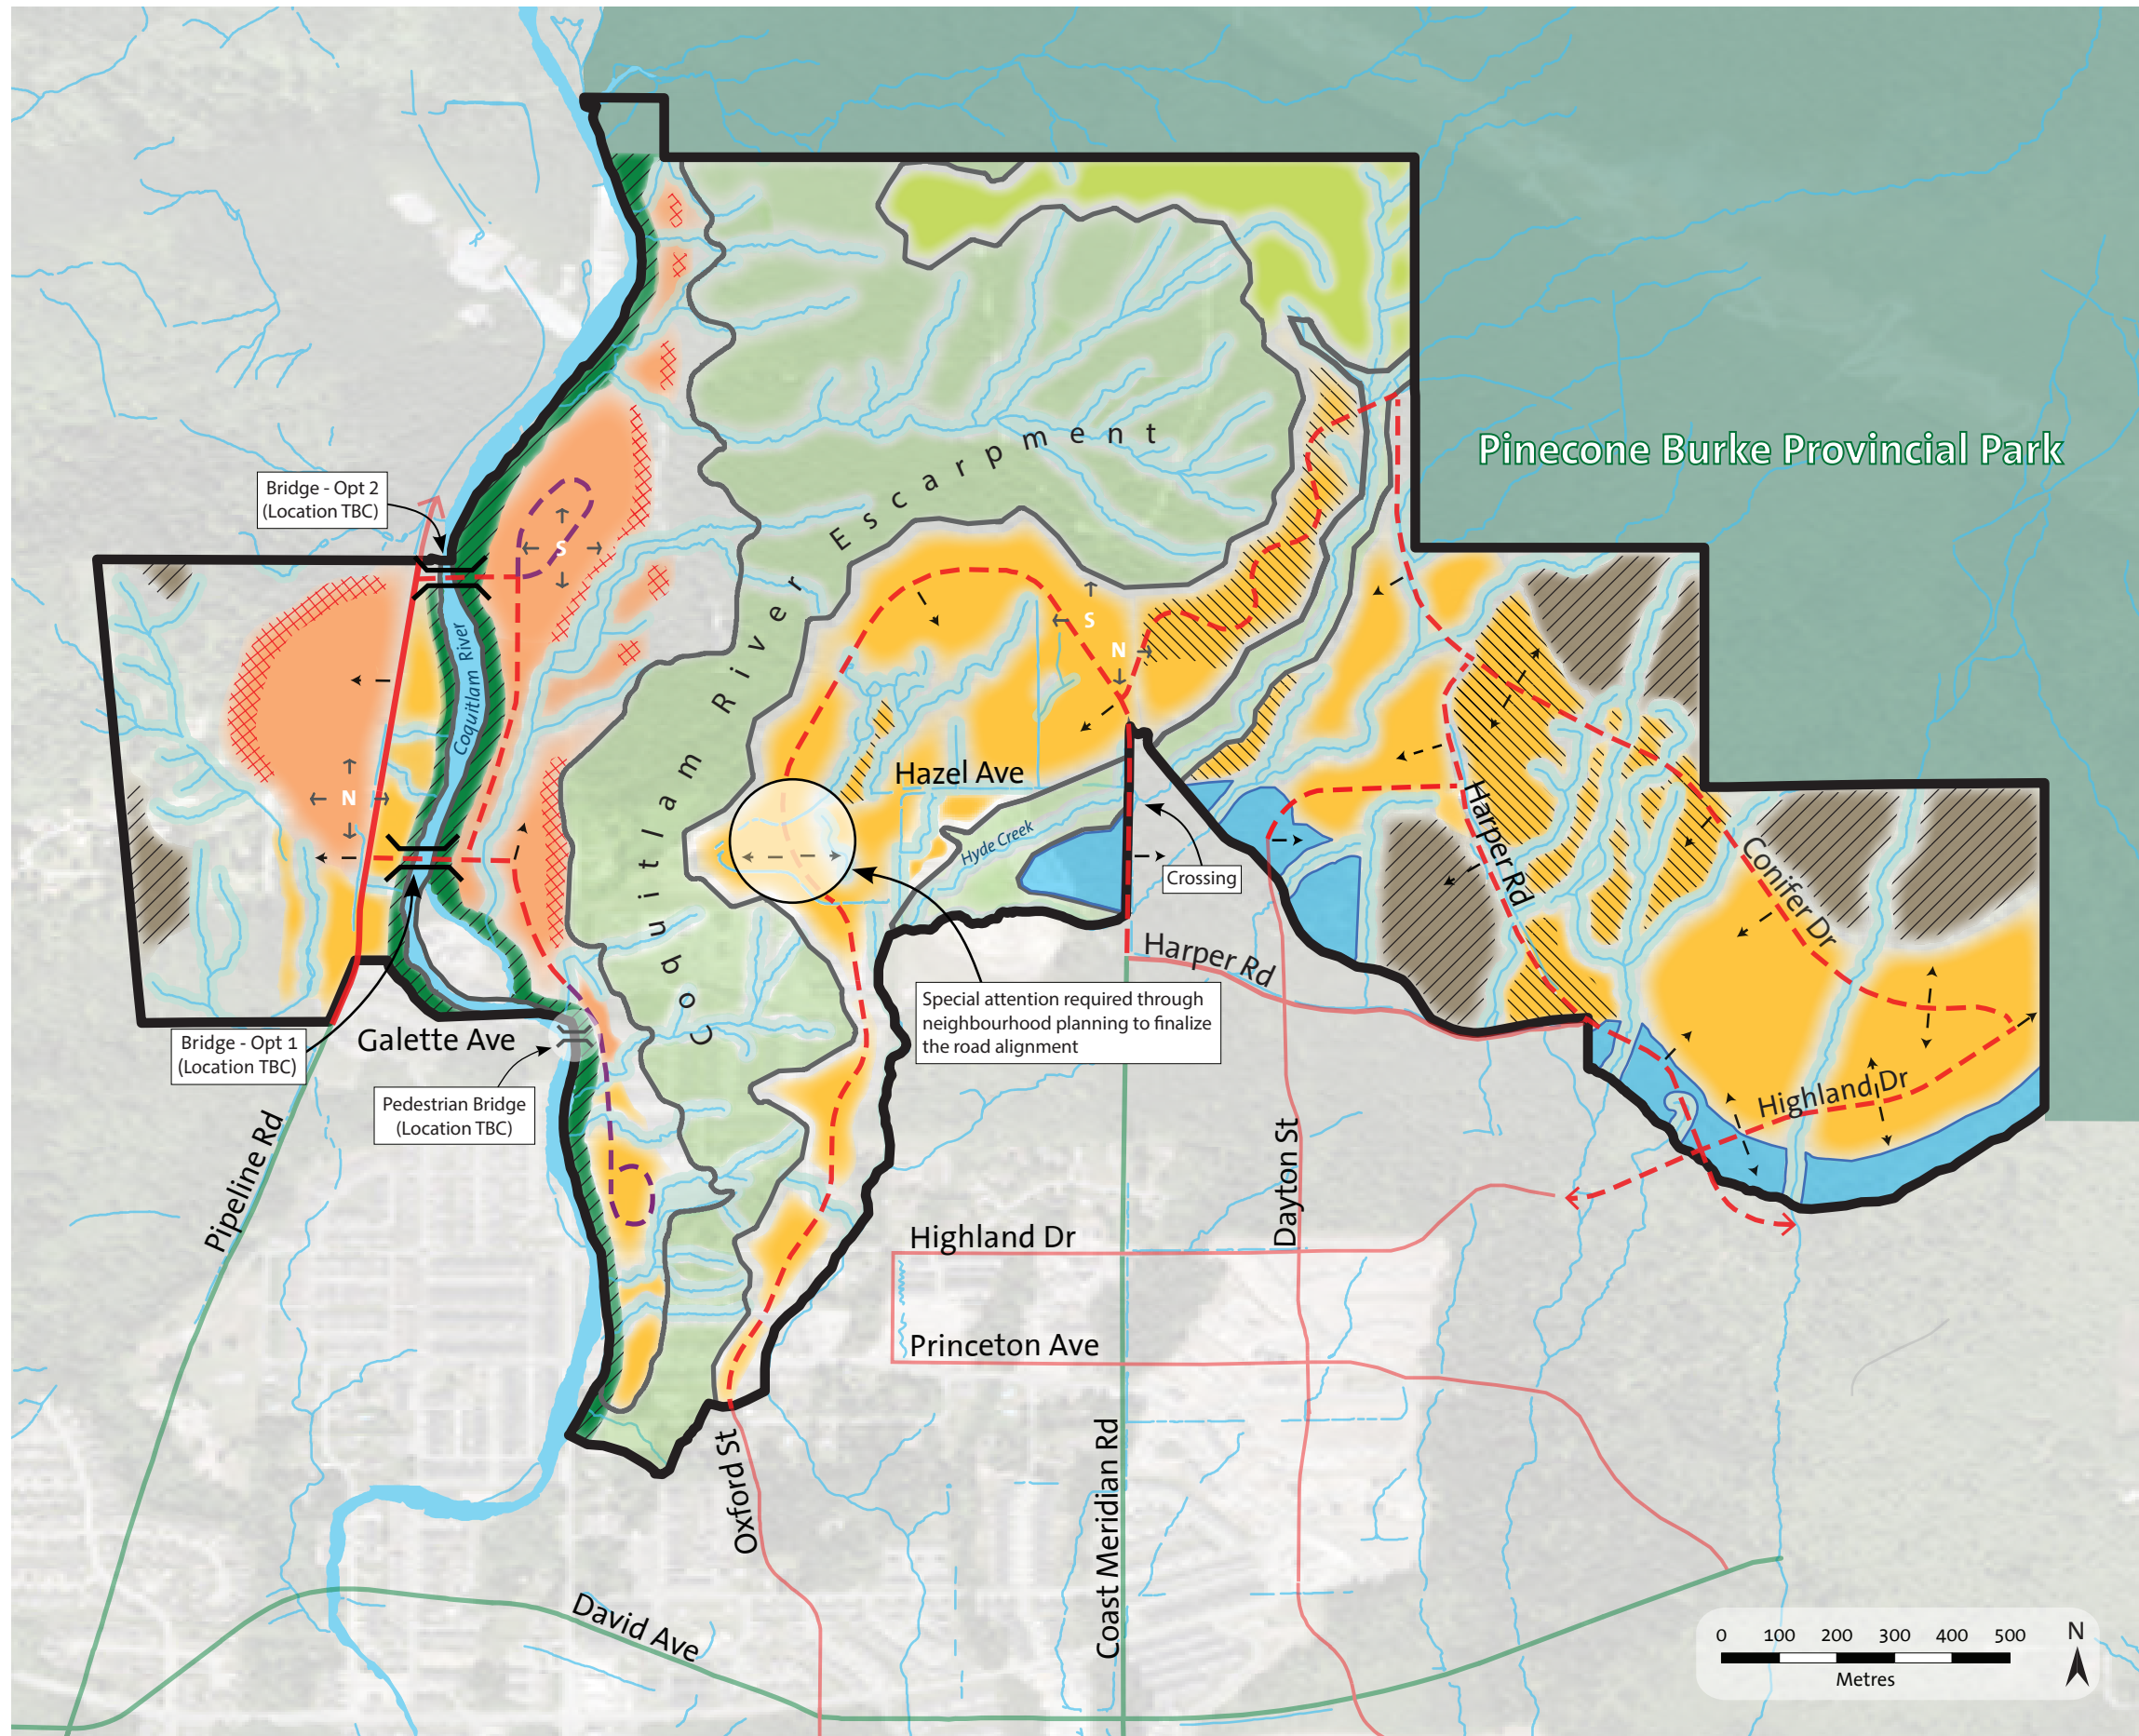 Pinecone Burke Provincial Park
Coquitlam River Escarpment
Bridge - Opt 2
(Location TBC)
S
S
N
N
Coquitlam River
Hazel Ave
Hyde Creek
Crossing
Harper Rd
Conifer Dr
Harper Rd
Special attention required through
neighbourhood planning to finalize
the road alignment
Galette Ave
Bridge - Opt 1
(Location TBC)
Pedestrian Bridge
(Location TBC)
Highland Dr
Pipeline Rd
Dayton St
Highland Dr
Princeton Ave
Oxford St
Coast Meridian Rd
David Ave
0 100 200 300 400 500
Metres
N